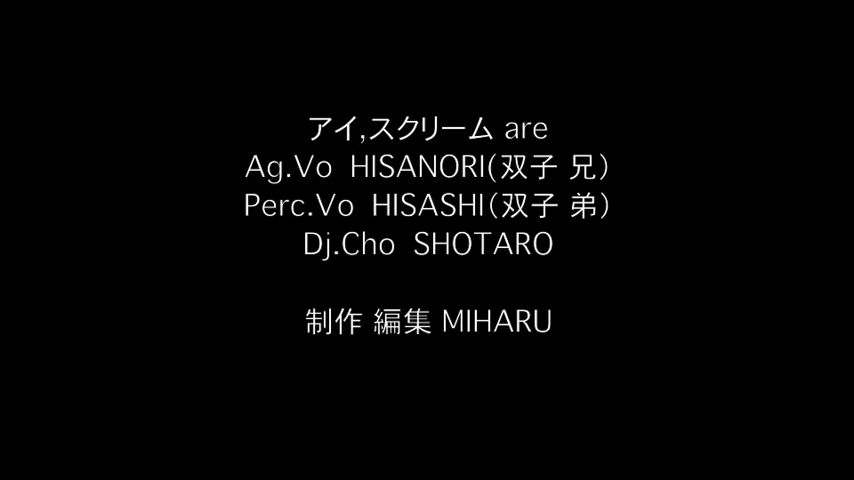 アイ,スクリーム are
Ag.Vo HISANORI(双子 兄)
Perc.Vo HISASHI(双子 弟)
Dj.Cho SHOTARO
制作 編集 MIHARU